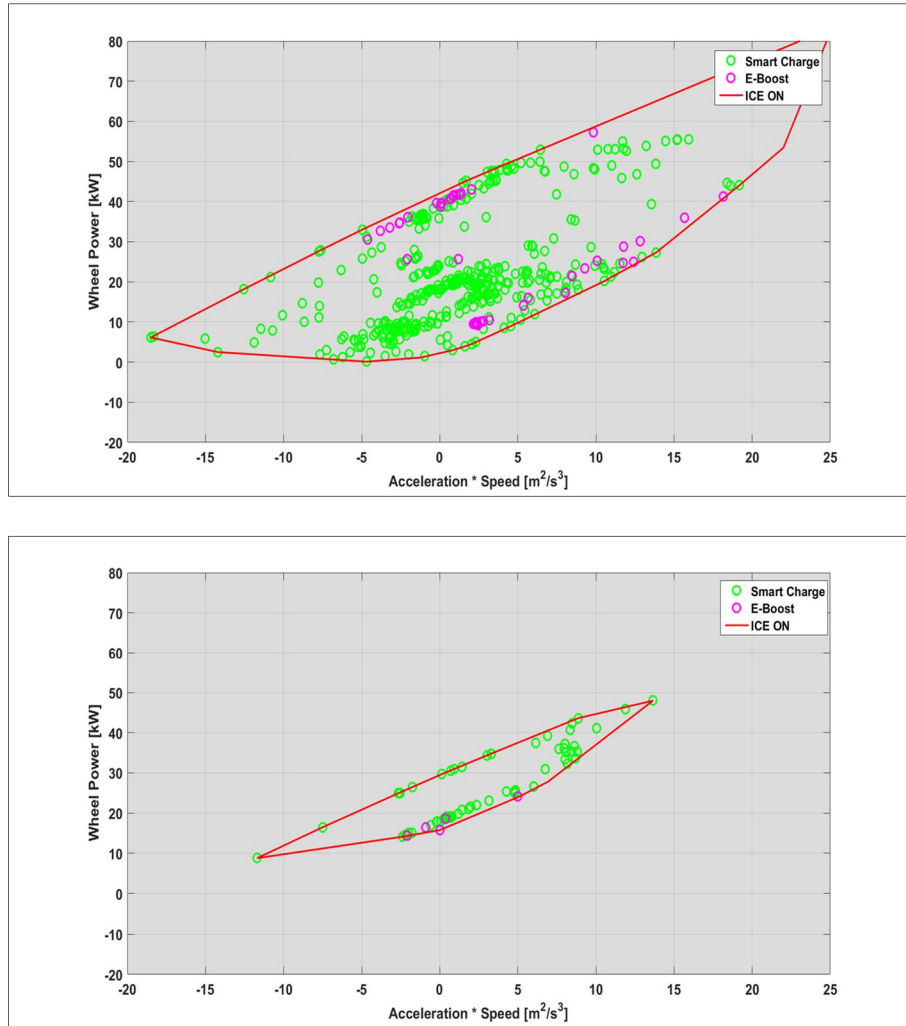 80
70
60
50
40
30
20
10
0
-10
-20
Wheel Power [kW]
-20 -15 -10 -5 0 5 10 15 20 25
Acceleration * Speed [m²/s³]
Smart Charge
E-Boost
ICE ON
80
70
60
50
40
30
20
10
0
-10
-20
Wheel Power [kW]
-20 -15 -10 -5 0 5 10 15 20 25
Acceleration * Speed [m²/s³]
Smart Charge
E-Boost
ICE ON